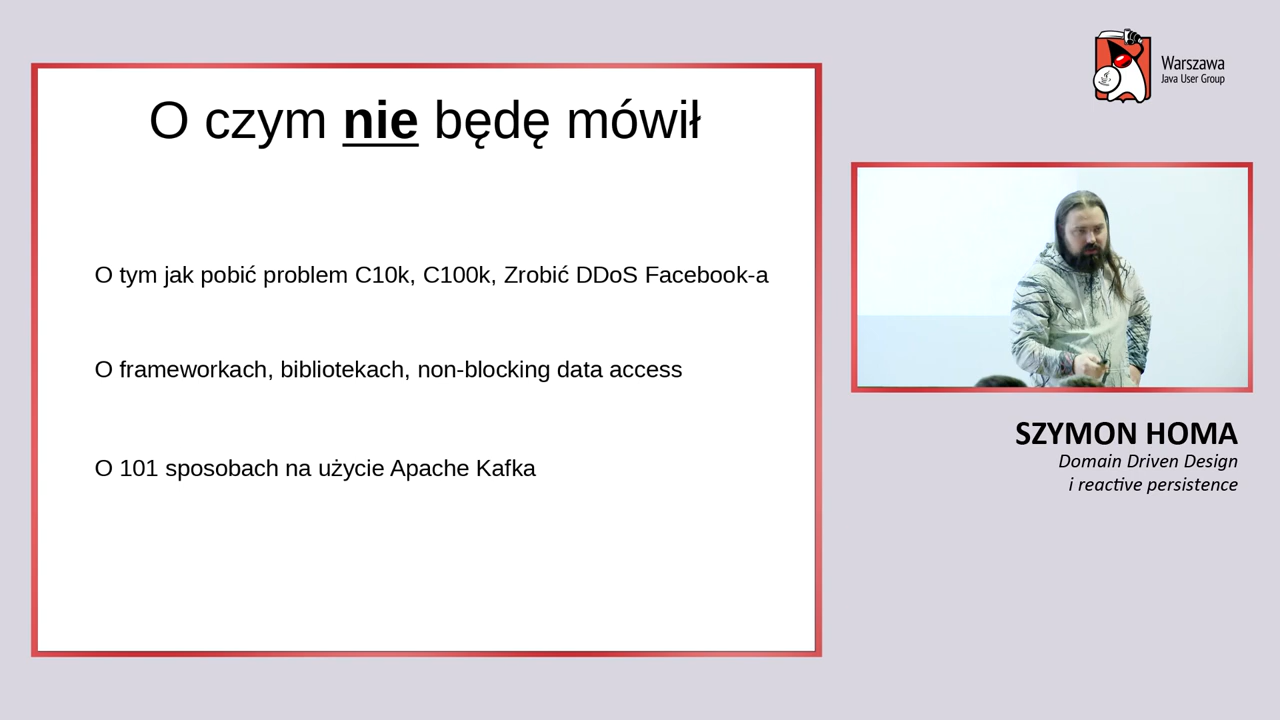 O czym nie będę mówił
O tym jak pobić problem C10k, C100k, Zrobić DDoS Facebook-a
O frameworkach, bibliotekach, non-blocking data access
O 101 sposobach na użycie Apache Kafka
Warszawa
Java User Group
SZYMON HOMA
Domain Driven Design
i reactive persistence